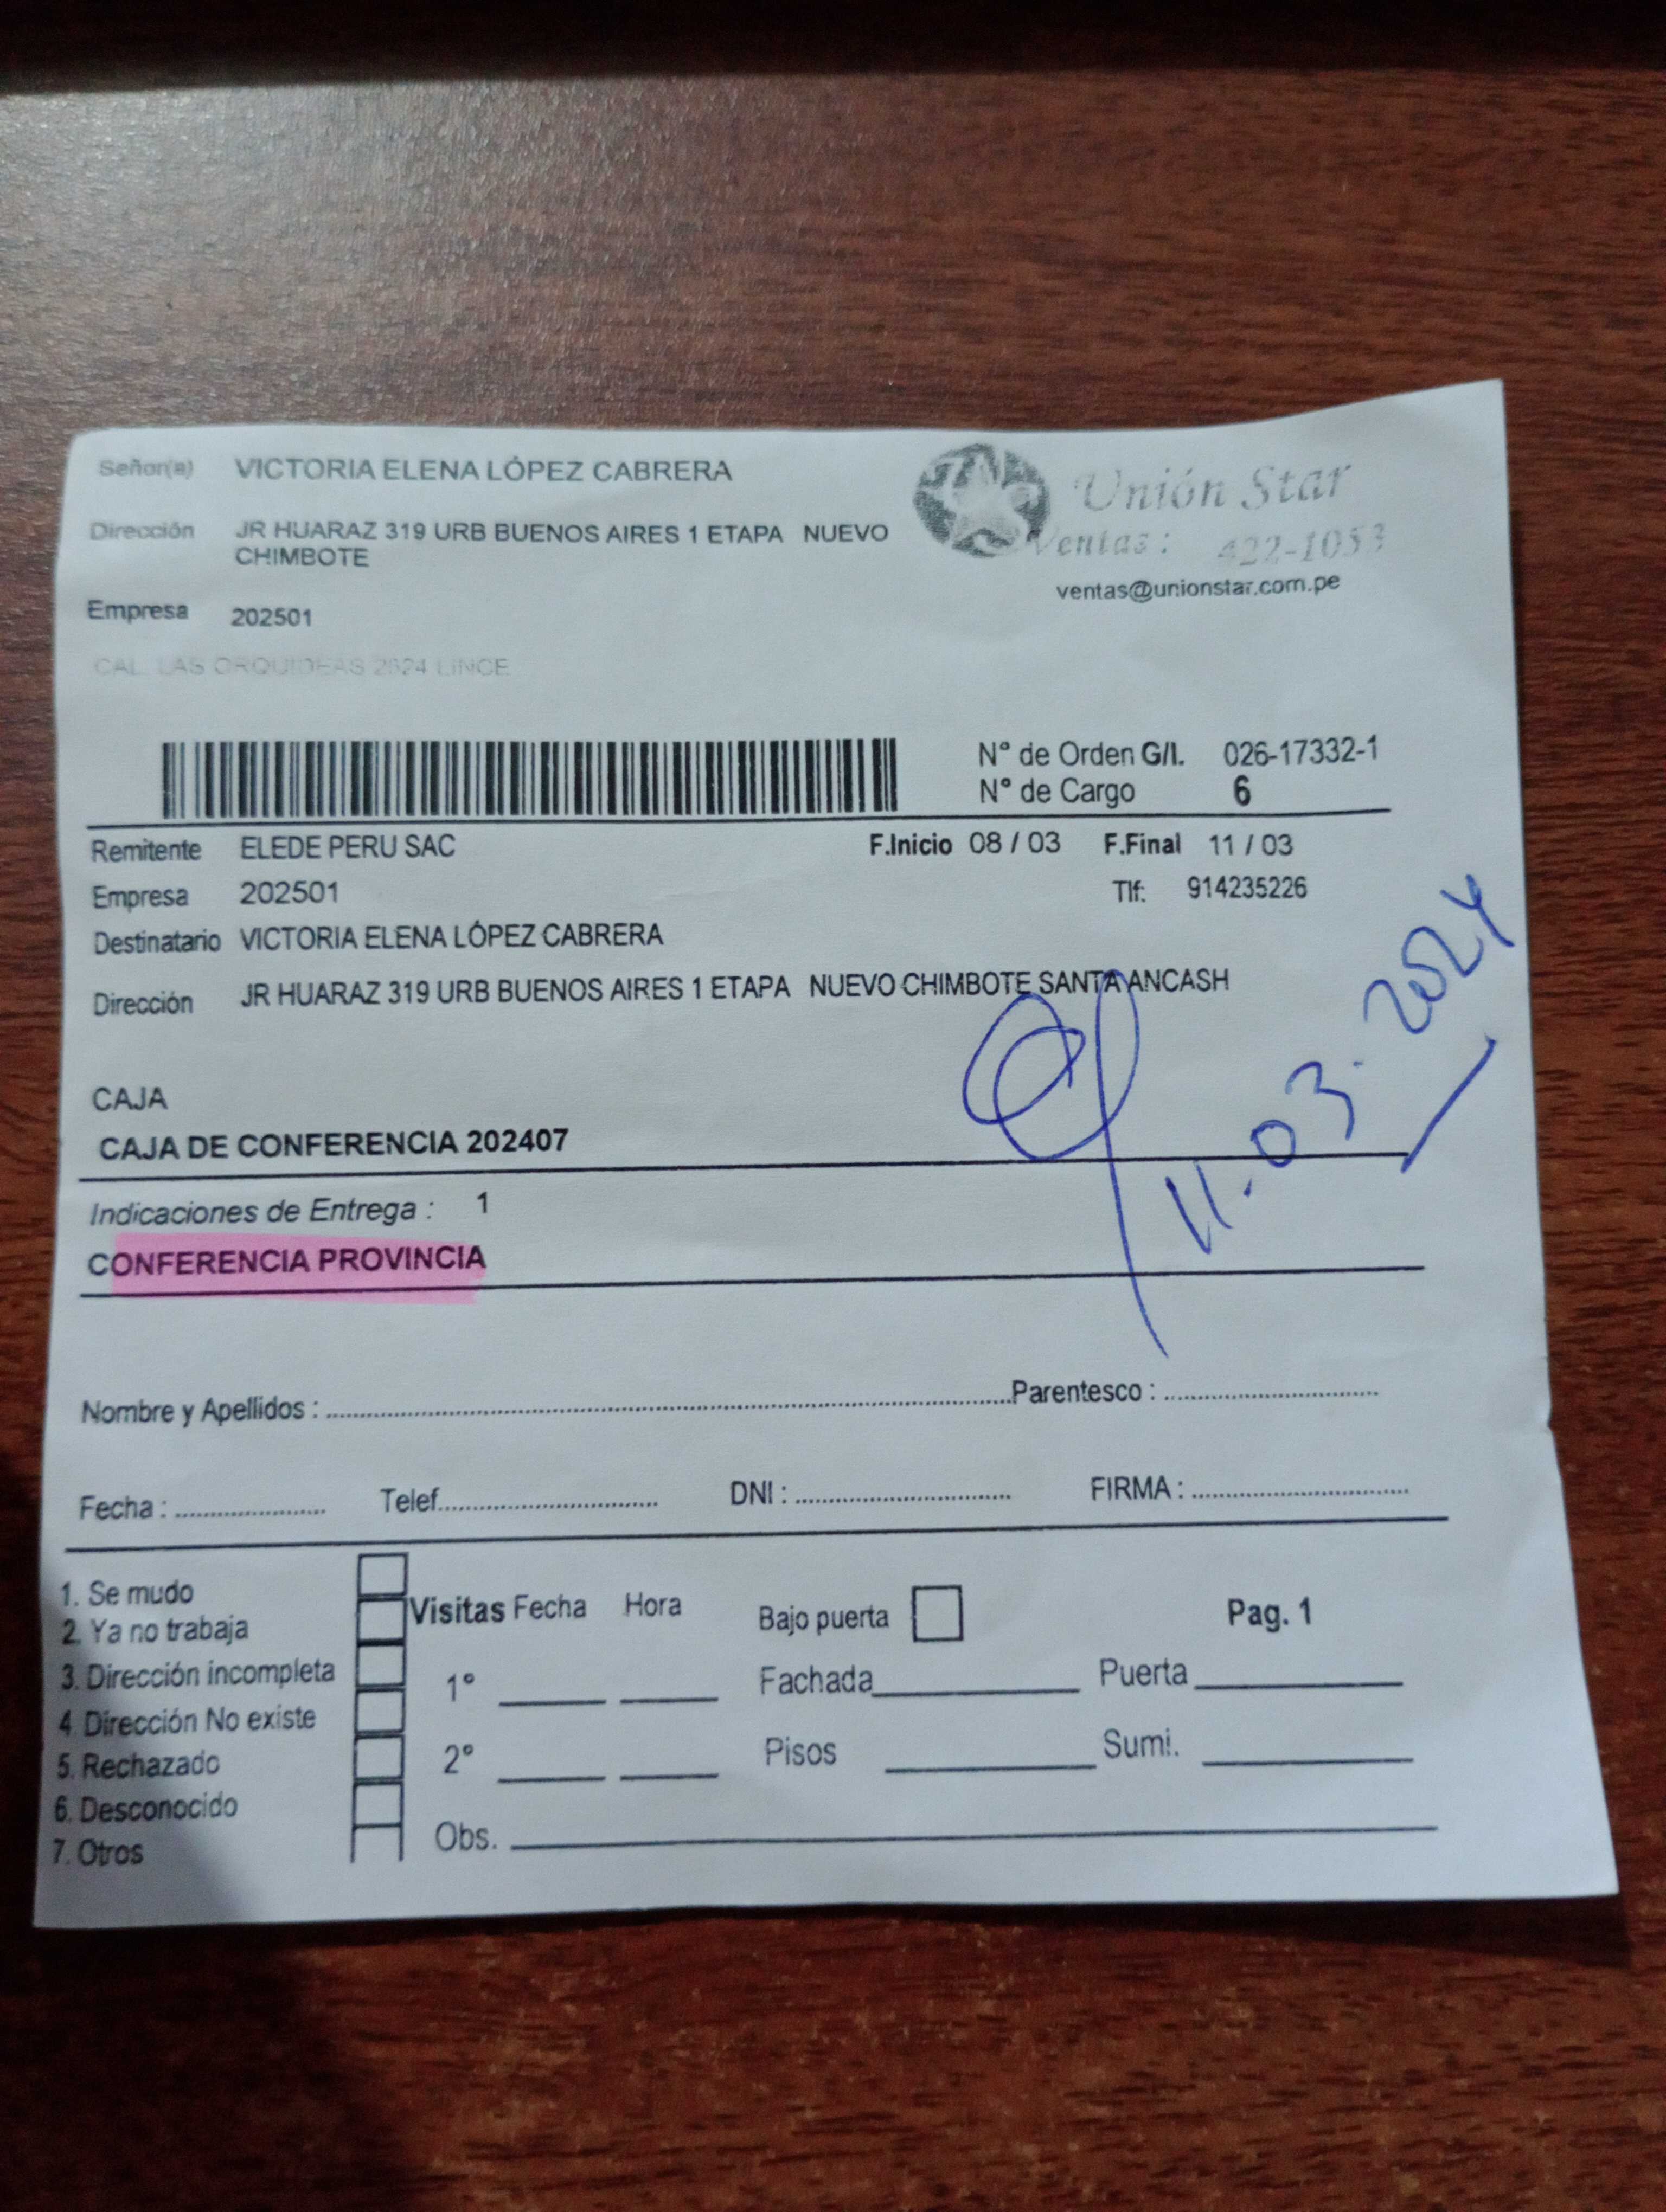 Señor(a) VICTORIA ELENA LÓPEZ CABRERA
Dirección JR HUARAZ 319 URB BUENOS AIRES 1 ETAPA NUEVO
CHIMBOTE
Empresa 202501
CAL. LAS ORQUIDEAS 2624 LINCE
Unión Star
Ventas: 422-1053
ventas@unionstar.com.pe
N° de Orden G/I. 026-17332-1
N° de Cargo 6
Remitente ELEDE PERU SAC F.Inicio 08 / 03 F.Final 11 / 03
Empresa 202501 Tlf: 914235226
Destinatario VICTORIA ELENA LÓPEZ CABRERA
Dirección JR HUARAZ 319 URB BUENOS AIRES 1 ETAPA NUEVO CHIMBOTE SANTA ANCASH
11.03.2024
CAJA
CAJA DE CONFERENCIA 202407
Indicaciones de Entrega : 1
CONFERENCIA PROVINCIA
Nombre y Apellidos : Parentesco :
Fecha : Telef. DNI : FIRMA :
1. Se mudo
2. Ya no trabaja
3. Dirección incompleta
4. Dirección No existe
5. Rechazado
6. Desconocido
7. Otros
Visitas Fecha Hora Bajo puerta Pag. 1
1° Fachada Puerta
2° Pisos Sumi.
Obs.